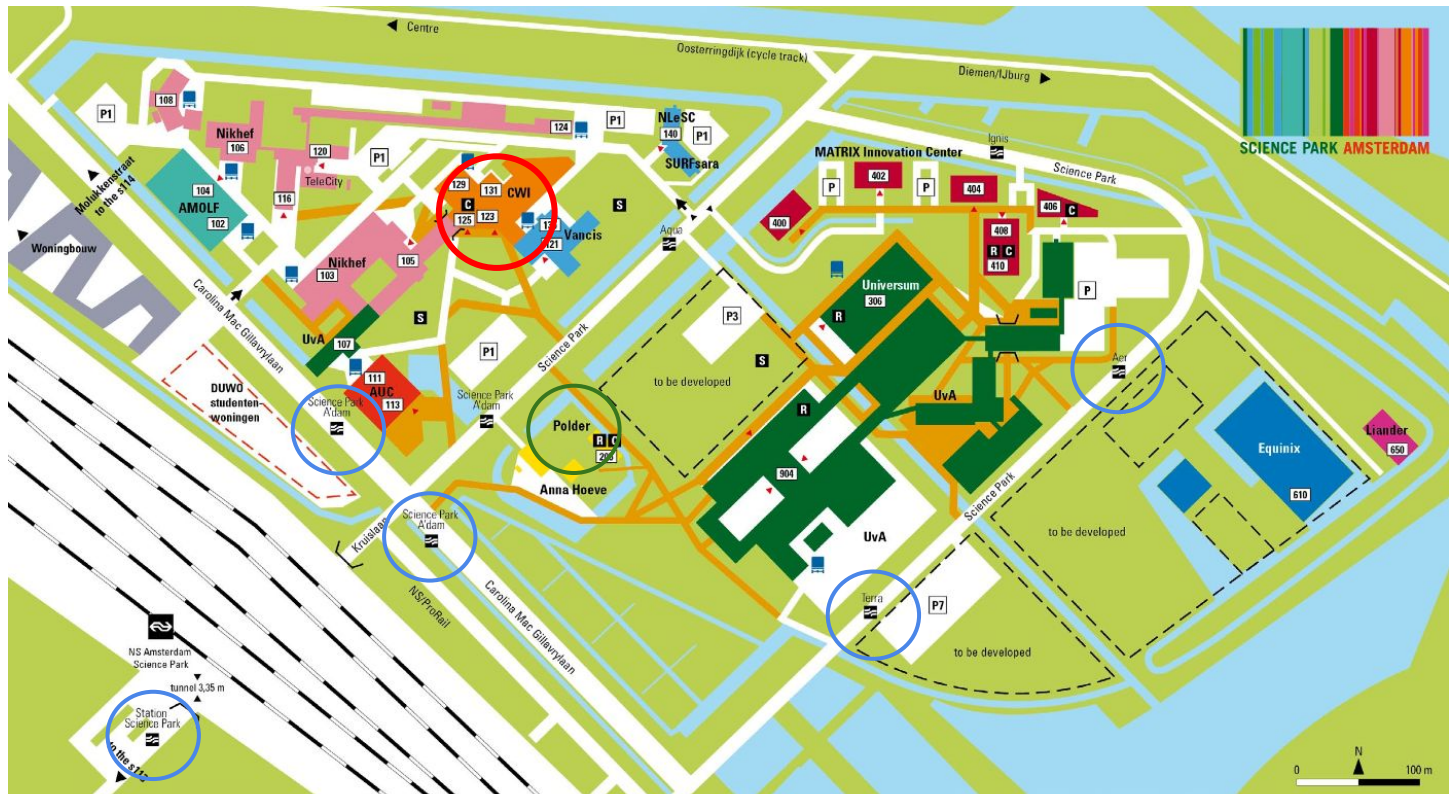 Centre
Oosterringdijk (cycle track)
Diemen/IJburg
SCIENCE PARK AMSTERDAM
108
P1
Nikhef
106
120
TeleCity
P1
124
P1
NLeSC
140
P1
SURFsara
MATRIX Innovation Center
Ignis
Science Park
Molukkenstraat
to the s114
104
AMOLF
102
116
129
131
CWI
C
125
123
121
Vancis
S
Aqua
400
P
402
P
404
406
C
408
R C
410
Woningbouw
Nikhef
103
105
Universum
306
P
Carolina Mac Gillavrylaan
UvA
107
S
P1
Science Park
P3
R
S
to be developed
Aer
DUWO
studenten-
woningen
111
AUC
113
Science Park
A'dam
Science Park
A'dam
Polder
R
Anna Hoeve
R
UvA
904
Equinix
610
Liander
650
Science Park
to be developed
Kruislaan
Science Park
A'dam
NS/ProRail
Carolina Mac Gillavrylaan
UvA
Terra
P7
to be developed
NS Amsterdam
Science Park
tunnel 3,35 m
Station
Science Park
to the s113
N
0
100 m